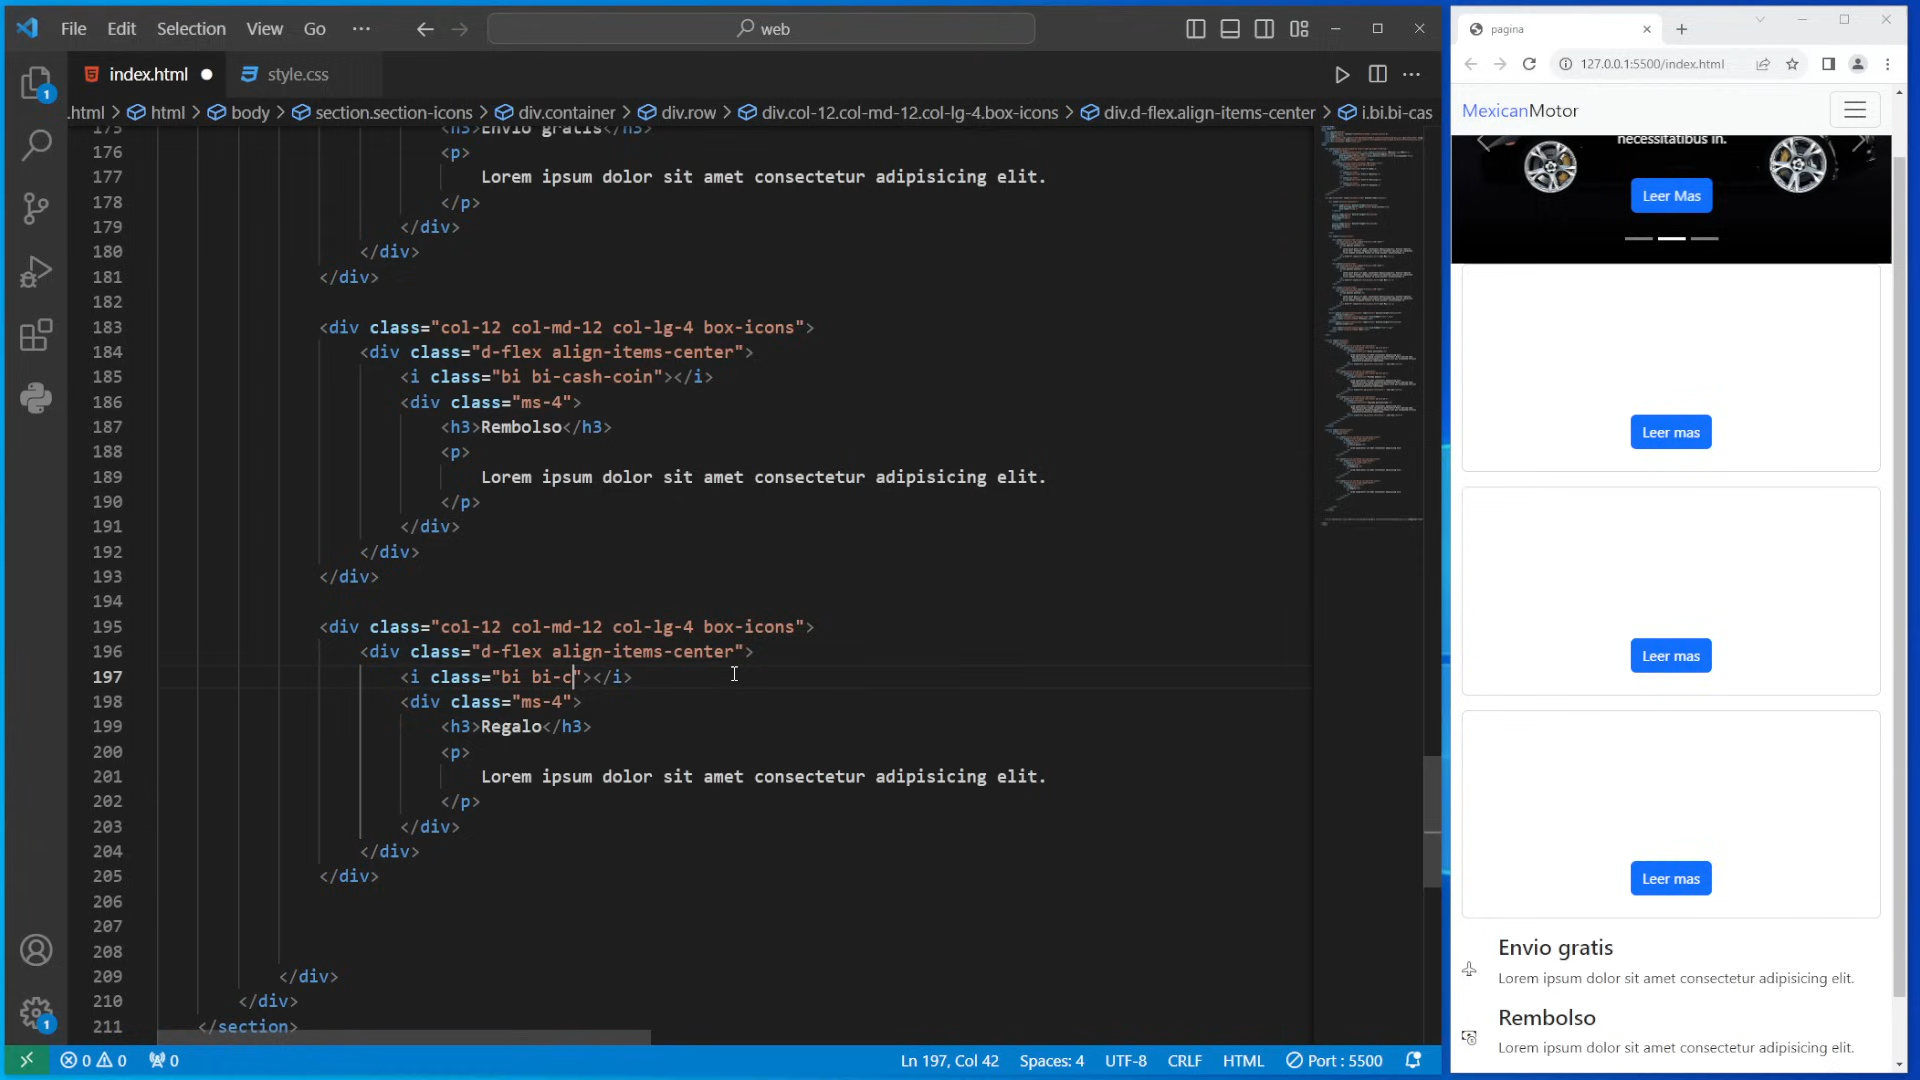 File Edit Selection View Go ··· web
index.html style.css
.html > html > body > section.section-icons > div.container > div.row > div.col-12.col-md-12.col-lg-4.box-icons > div.d-flex.align-items-center > i.bi.bi-cas
175 <h3>Envio gratis</h3>
176 <p>
177 Lorem ipsum dolor sit amet consectetur adipisicing elit.
178 </p>
179 </div>
180 </div>
181 </div>
182
183 <div class="col-12 col-md-12 col-lg-4 box-icons">
184 <div class="d-flex align-items-center">
185 <i class="bi bi-cash-coin"></i>
186 <div class="ms-4">
187 <h3>Rembolso</h3>
188 <p>
189 Lorem ipsum dolor sit amet consectetur adipisicing elit.
190 </p>
191 </div>
192 </div>
193 </div>
194
195 <div class="col-12 col-md-12 col-lg-4 box-icons">
196 <div class="d-flex align-items-center">
197 <i class="bi bi-c"></i>
198 <div class="ms-4">
199 <h3>Regalo</h3>
200 <p>
201 Lorem ipsum dolor sit amet consectetur adipisicing elit.
202 </p>
203 </div>
204 </div>
205 </div>
206
207
208
209 </div>
210 </div>
211 </section>
1
1
0 0 0 Ln 197, Col 42 Spaces: 4 UTF-8 CRLF HTML Port : 5500
pagina
127.0.0.1:5500/index.html
MexicanMotor
necessitatibus in.
Leer Mas
Leer mas
Leer mas
Leer mas
Envio gratis
Lorem ipsum dolor sit amet consectetur adipisicing elit.
Rembolso
Lorem ipsum dolor sit amet consectetur adipisicing elit.